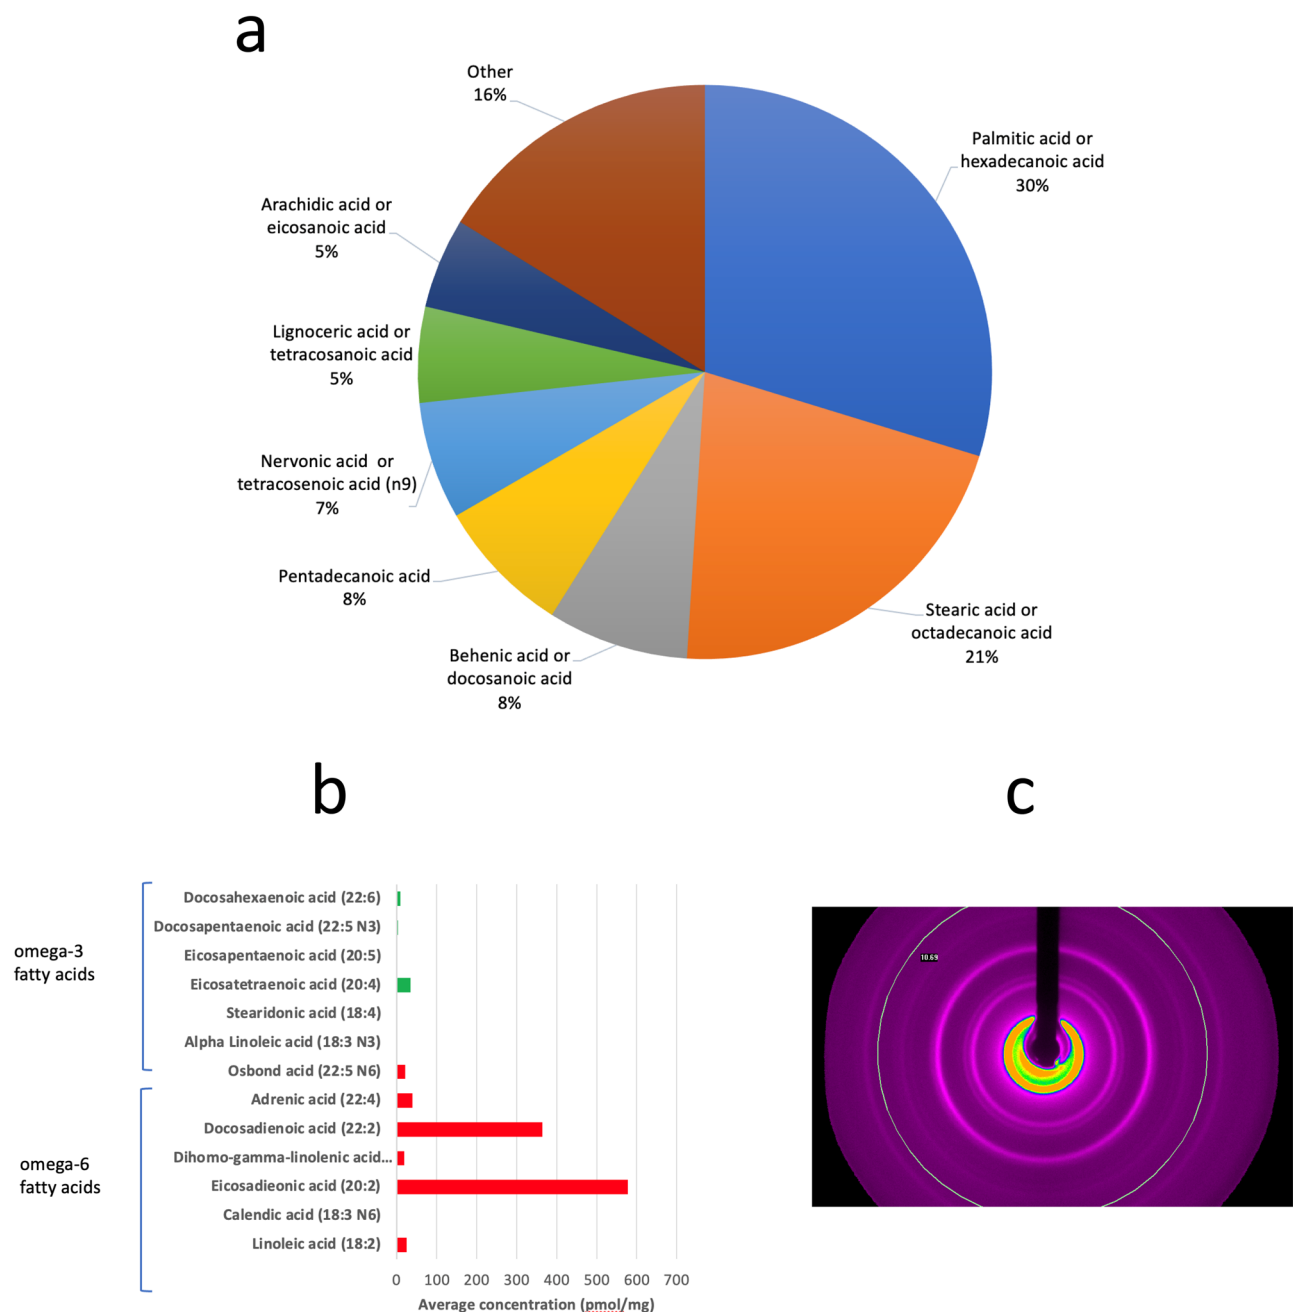 a
Other
16%
Palmitic acid or
hexadecanoic acid
30%
Arachidic acid or
eicosanoic acid
5%
Lignoceric acid or
tetracosanoic acid
5%
Nervonic acid or
tetracosenoic acid (n9)
7%
Pentadecanoic acid
8%
Behenic acid or
docosanoic acid
8%
Stearic acid or
octadecanoic acid
21%
b
omega-3
fatty acids
omega-6
fatty acids
Docosahexaenoic acid (22:6)
Docosapentaenoic acid (22:5 N3)
Eicosapentaenoic acid (20:5)
Eicosatetraenoic acid (20:4)
Stearidonic acid (18:4)
Alpha Linoleic acid (18:3 N3)
Osbond acid (22:5 N6)
Adrenic acid (22:4)
Docosadienoic acid (22:2)
Dihomo-gamma-linolenic acid...
Eicosadieonic acid (20:2)
Calendic acid (18:3 N6)
Linoleic acid (18:2)
0 100 200 300 400 500 600 700
Average concentration (pmol/mg)
c
10.69